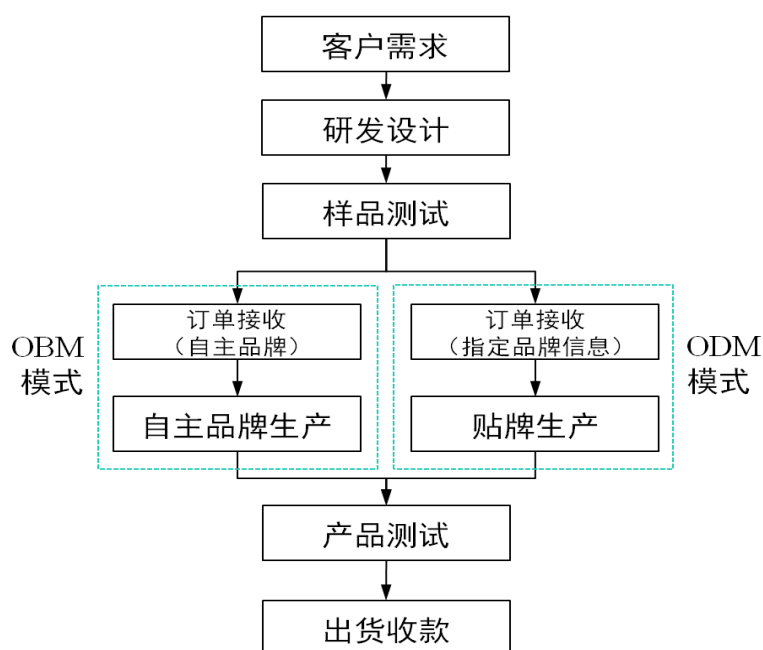 客户需求
研发设计
样品测试
OBM
模式
订单接收
（自主品牌）
自主品牌生产
订单接收
（指定品牌信息）
贴牌生产
ODM
模式
产品测试
出货收款